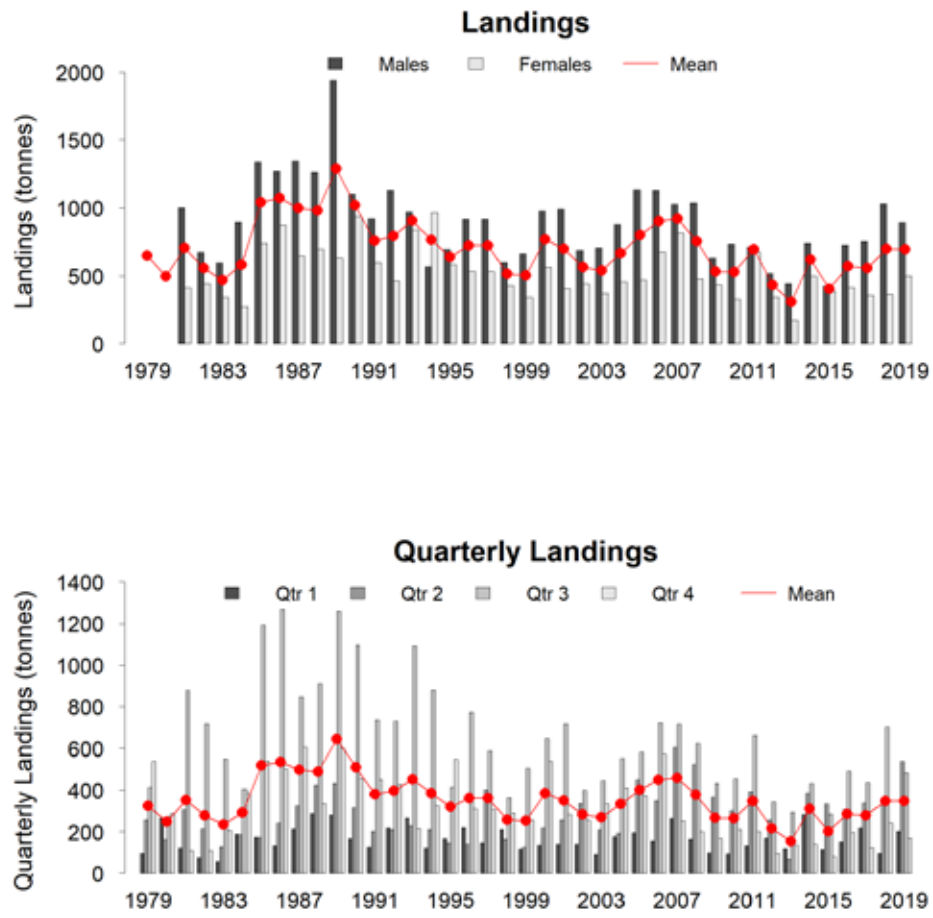 Landings
Males Females Mean
Landings (tonnes)
2000
1500
1000
500
0
1979 1983 1987 1991 1995 1999 2003 2007 2011 2015 2019
Quarterly Landings
Qtr 1 Qtr 2 Qtr 3 Qtr 4 Mean
Quarterly Landings (tonnes)
1400
1200
1000
800
600
400
200
0
1979 1983 1987 1991 1995 1999 2003 2007 2011 2015 2019